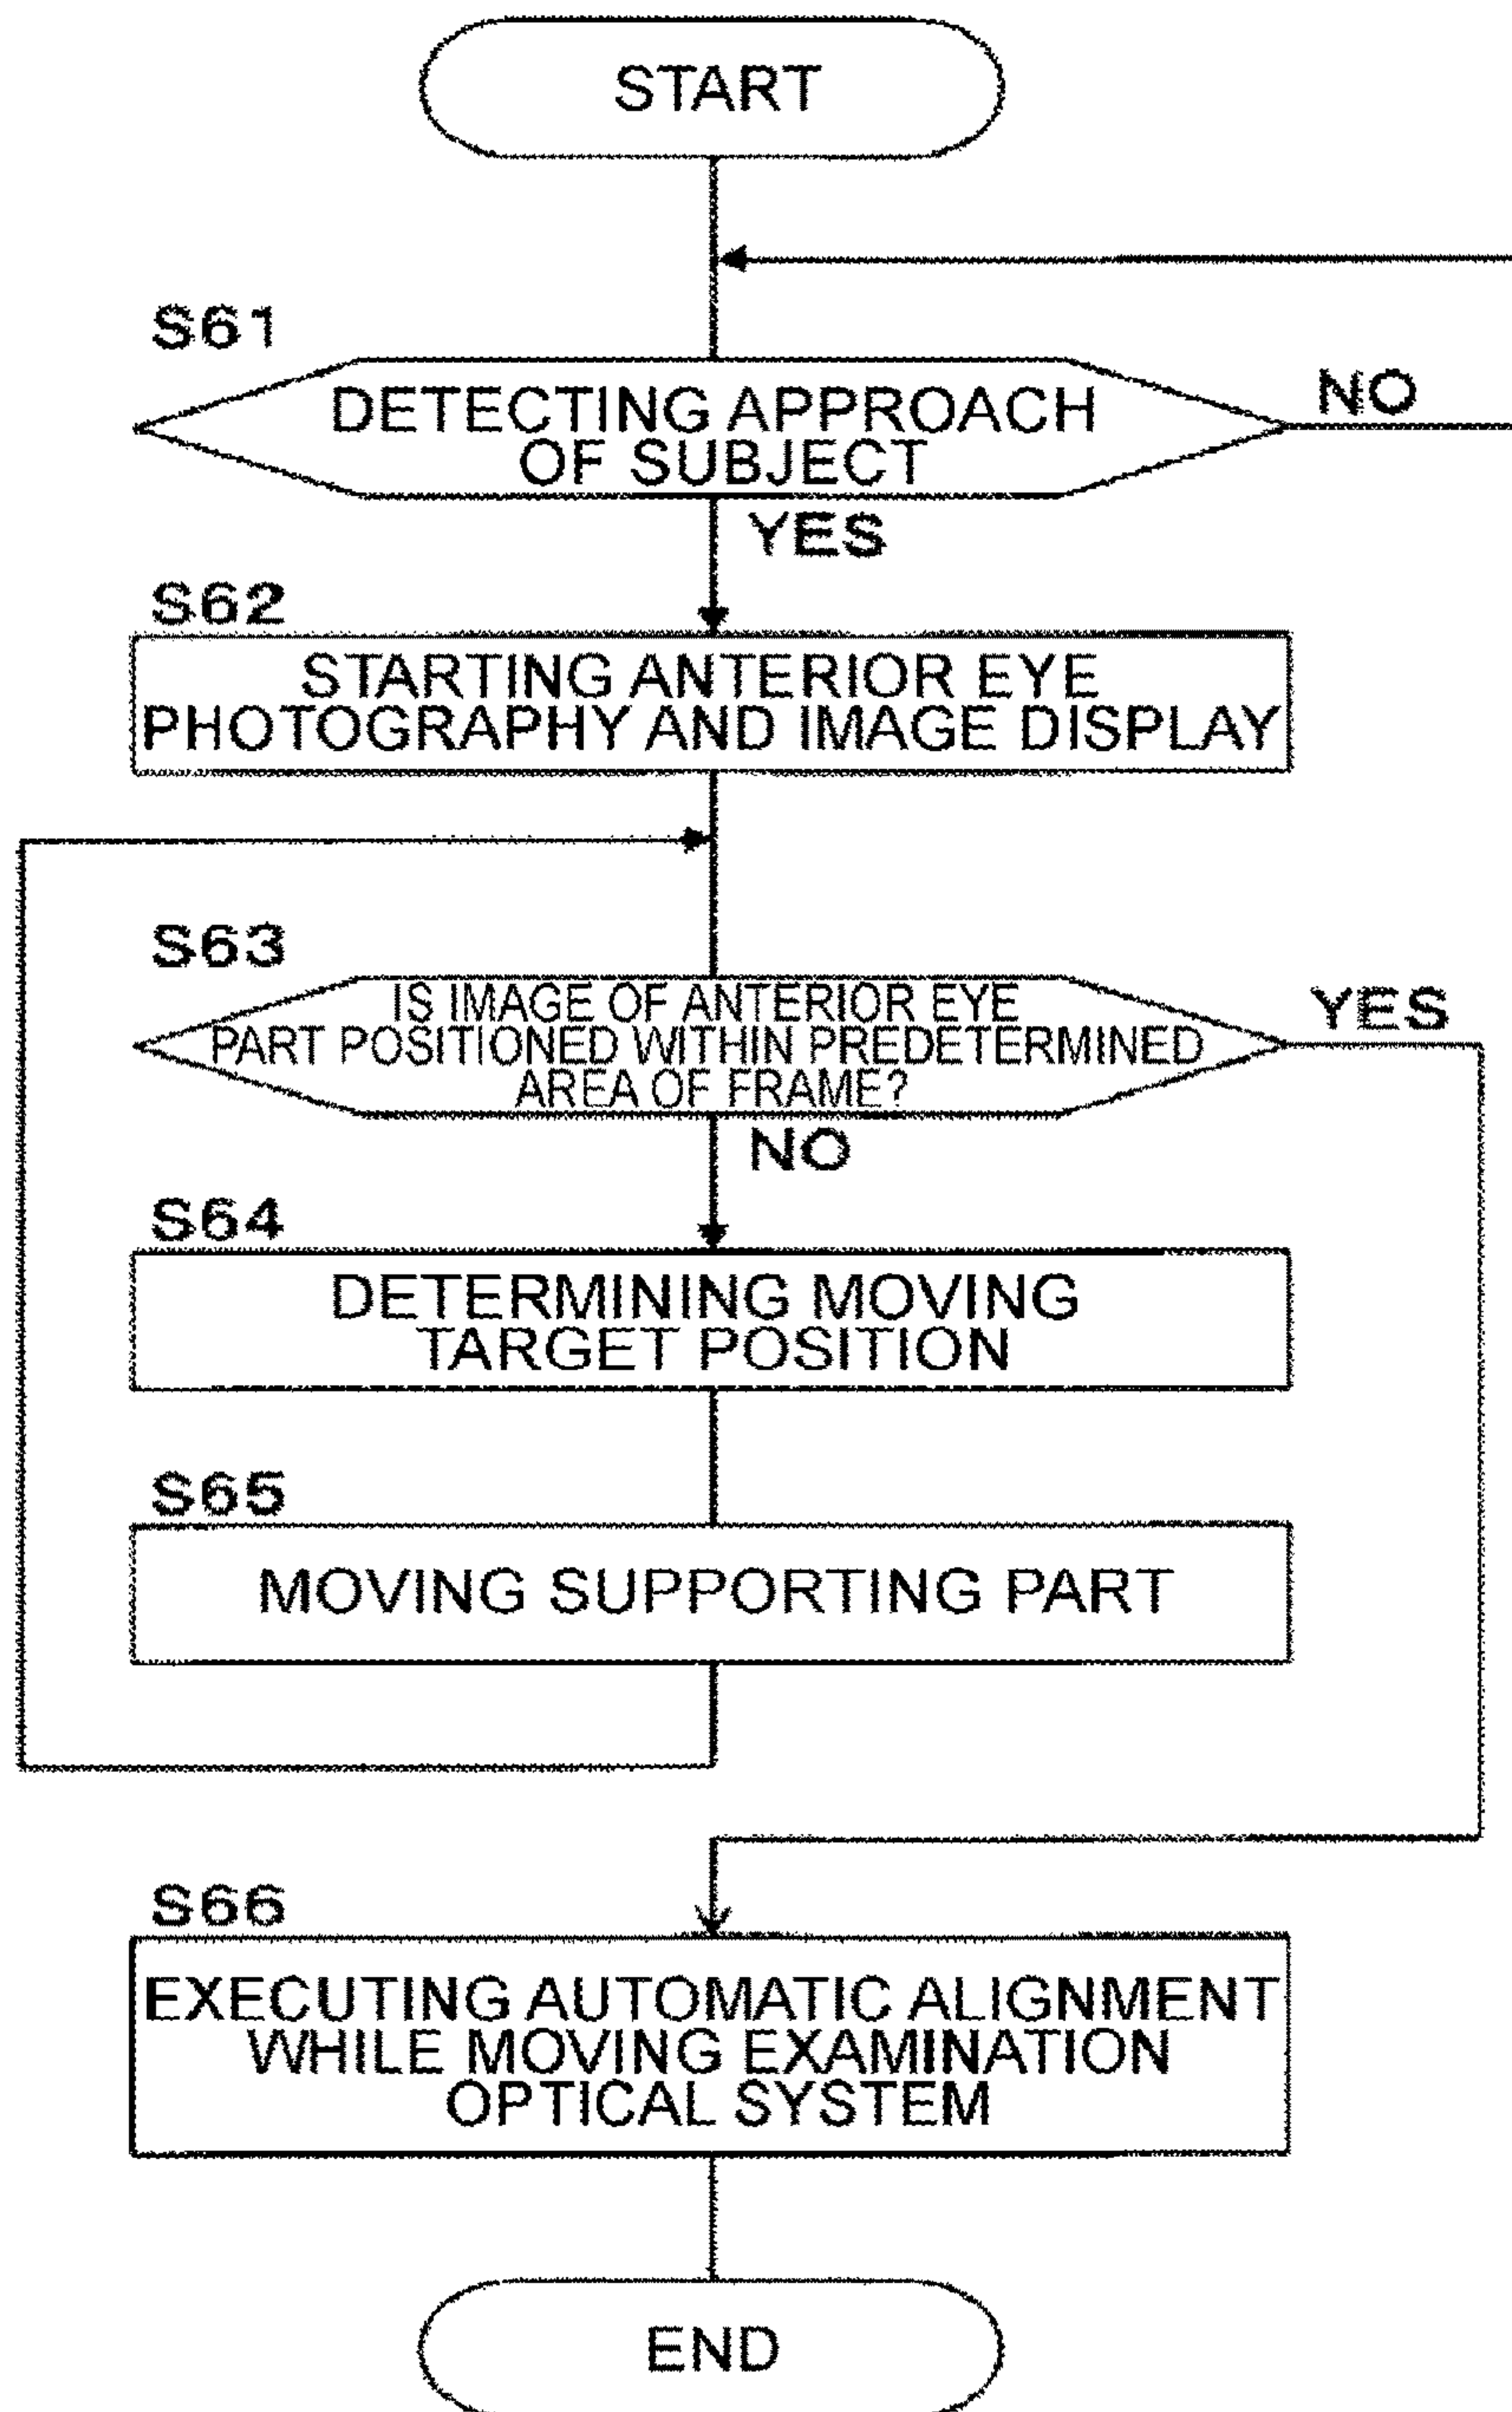 START
S61
DETECTING APPROACH
OF SUBJECT
NO
YES
S62
STARTING ANTERIOR EYE
PHOTOGRAPHY AND IMAGE DISPLAY
S63
IS IMAGE OF ANTERIOR EYE
PART POSITIONED WITHIN PREDETERMINED
AREA OF FRAME?
YES
NO
S64
DETERMINING MOVING
TARGET POSITION
S65
MOVING SUPPORTING PART
S66
EXECUTING AUTOMATIC ALIGNMENT
WHILE MOVING EXAMINATION
OPTICAL SYSTEM
END